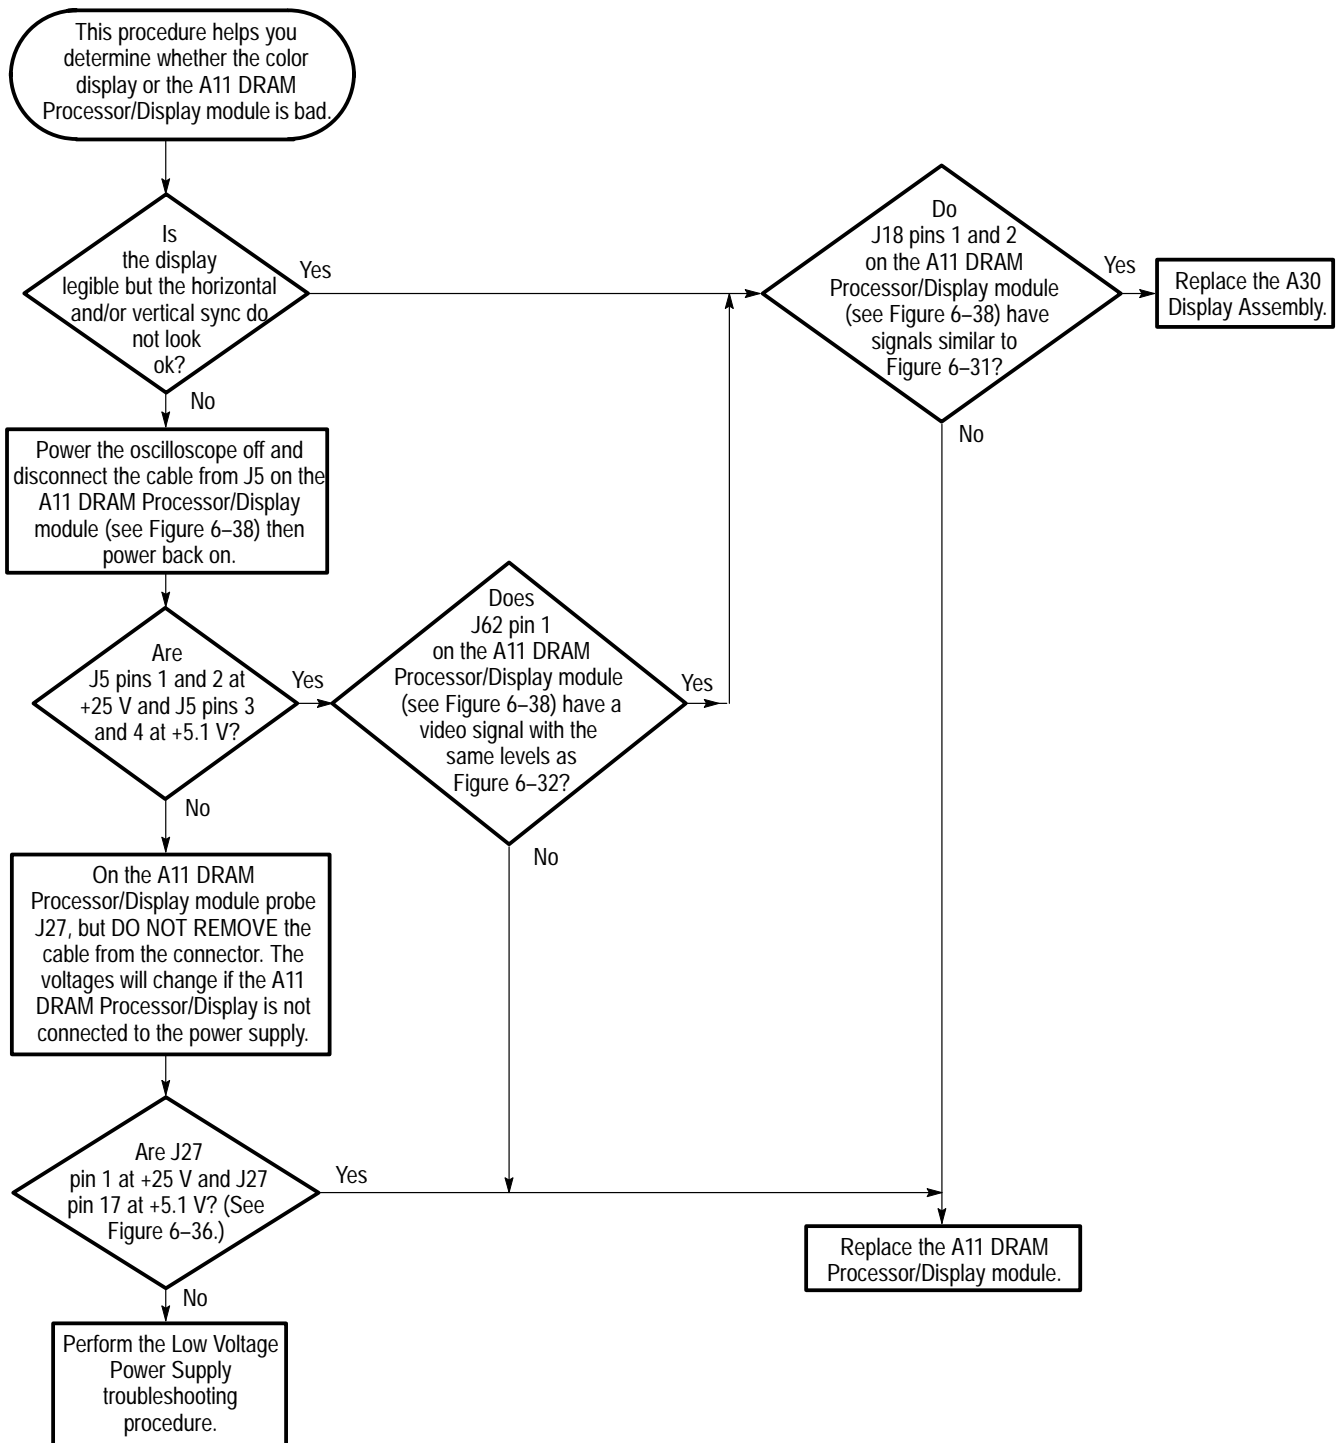 This procedure helps you
determine whether the color
display or the A11 DRAM
Processor/Display module is bad.
Is
the display
legible but the horizontal
and/or vertical sync do
not look
ok?
Yes
No
Do
J18 pins 1 and 2
on the A11 DRAM
Processor/Display module
(see Figure 6–38) have
signals similar to
Figure 6–31?
Yes
No
Replace the A30
Display Assembly.
Power the oscilloscope off and
disconnect the cable from J5 on the
A11 DRAM Processor/Display
module (see Figure 6–38) then
power back on.
Are
J5 pins 1 and 2 at
+25 V and J5 pins 3
and 4 at +5.1 V?
Yes
No
Does
J62 pin 1
on the A11 DRAM
Processor/Display module
(see Figure 6–38) have a
video signal with the
same levels as
Figure 6–32?
Yes
No
On the A11 DRAM
Processor/Display module probe
J27, but DO NOT REMOVE the
cable from the connector. The
voltages will change if the A11
DRAM Processor/Display is not
connected to the power supply.
Are J27
pin 1 at +25 V and J27
pin 17 at +5.1 V? (See
Figure 6–36.)
Yes
No
Replace the A11 DRAM
Processor/Display module.
Perform the Low Voltage
Power Supply
troubleshooting
procedure.